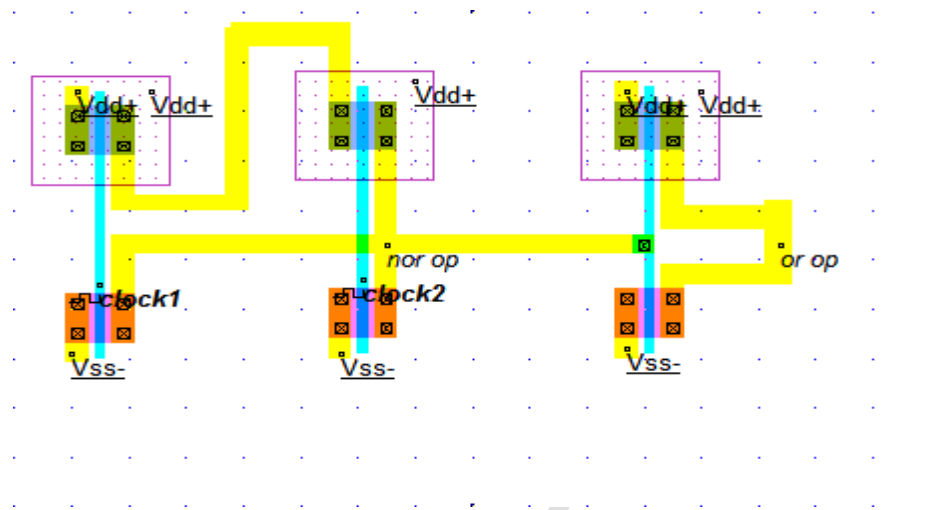 Vdd+ Vdd+
Vdd+
Vdd+ Vdd+
nor op
or op
clock1
clock2
Vss-
Vss-
Vss-